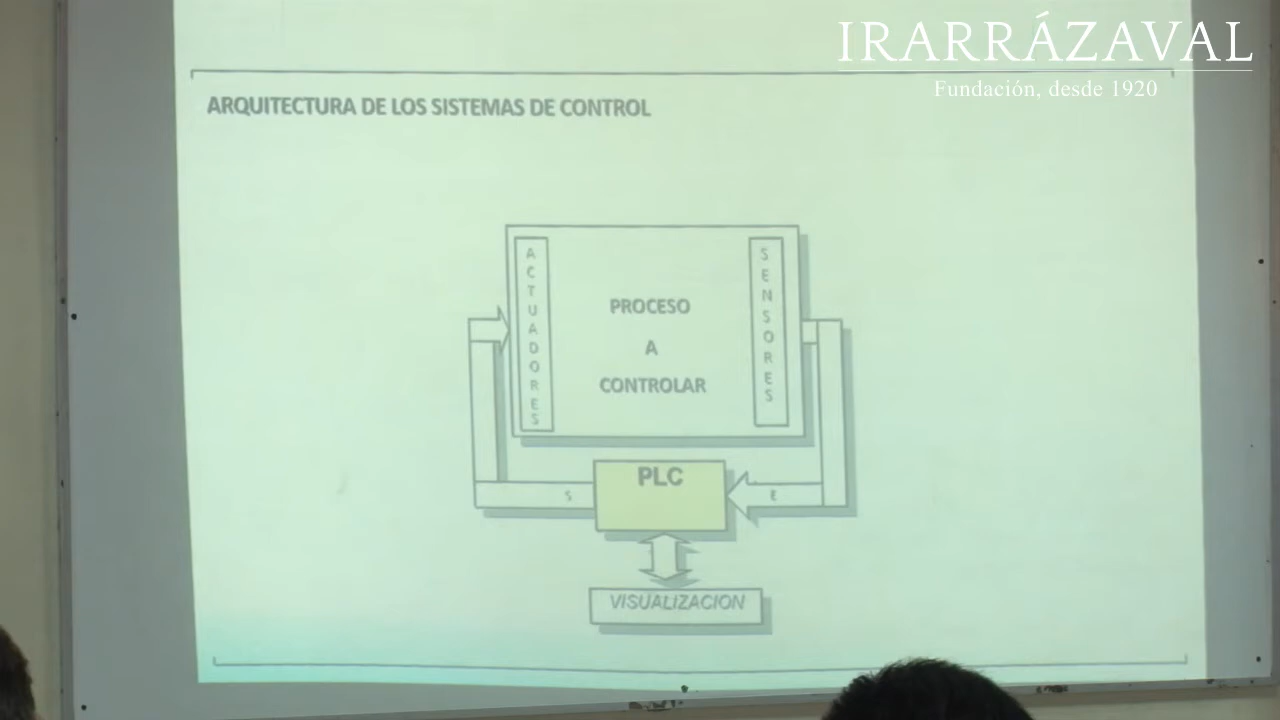 IRARRÁZAVAL
Fundación, desde 1920
ARQUITECTURA DE LOS SISTEMAS DE CONTROL
ACTUADORES
PROCESO
A
CONTROLAR
SENSORES
PLC
S
E
VISUALIZACION